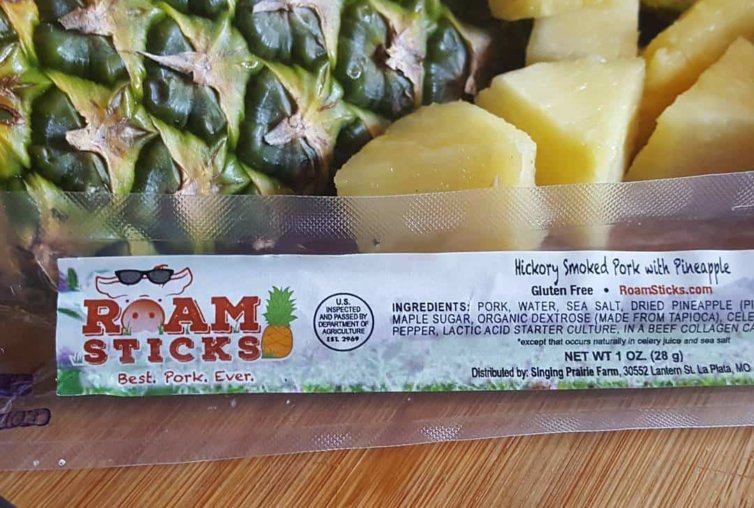 ROAM
STICKS
Best. Pork. Ever.
U.S.
INSPECTED
AND PASSED BY
DEPARTMENT OF
AGRICULTURE
EST. 2969
Hickory Smoked Pork with Pineapple
Gluten Free • RoamSticks.com
INGREDIENTS: PORK, WATER, SEA SALT, DRIED PINEAPPLE
MAPLE SUGAR, ORGANIC DEXTROSE (MADE FROM TAPIOCA),
PEPPER, LACTIC ACID STARTER CULTURE, IN A BEEF COLLAGEN
*except that occurs naturally in celery juice and sea salt
NET WT 1 OZ. (28 g)
Distributed by: Singing Prairie Farm, 30552 Lantern St. La Plata, MO